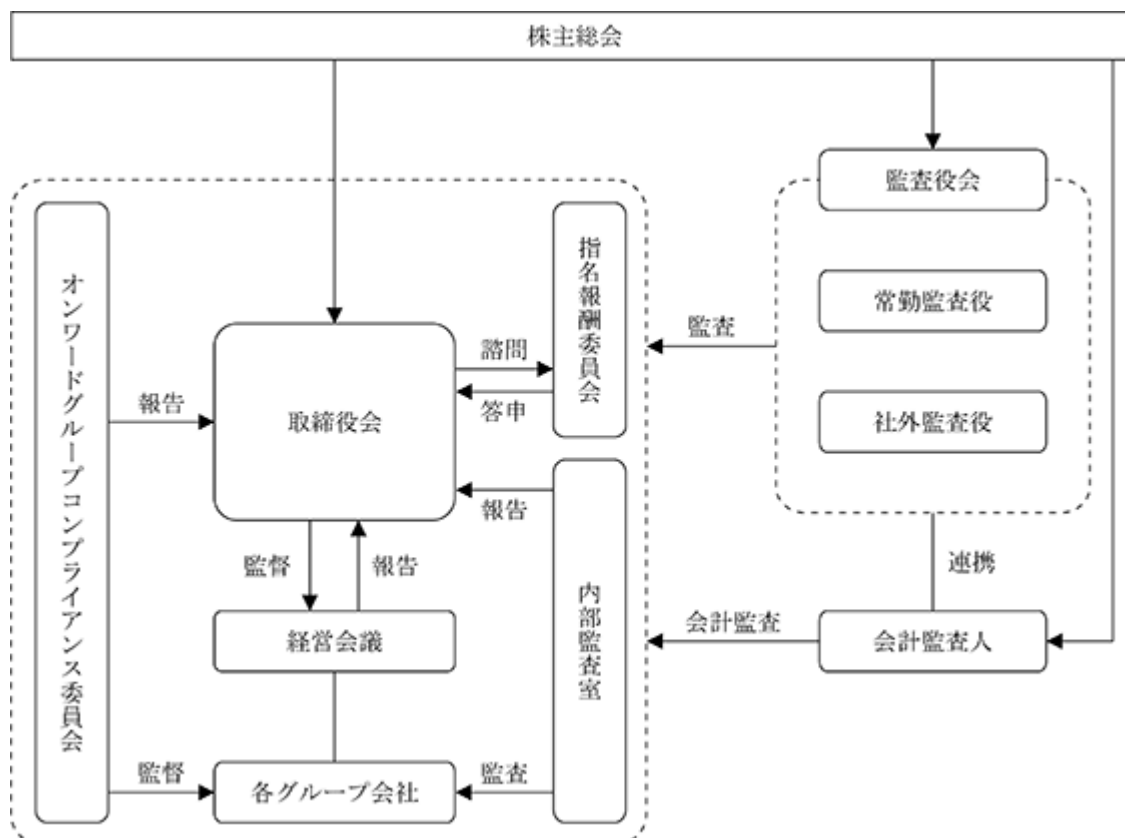 株主総会
監査役会
常勤監査役
社外監査役
監査
指名報酬委員会
オンワードグループコンプライアンス委員会
報告
取締役会
諮問
答申
報告
監督
報告
内部監査室
連携
経営会議
会計監査
会計監査人
監督
各グループ会社
監査